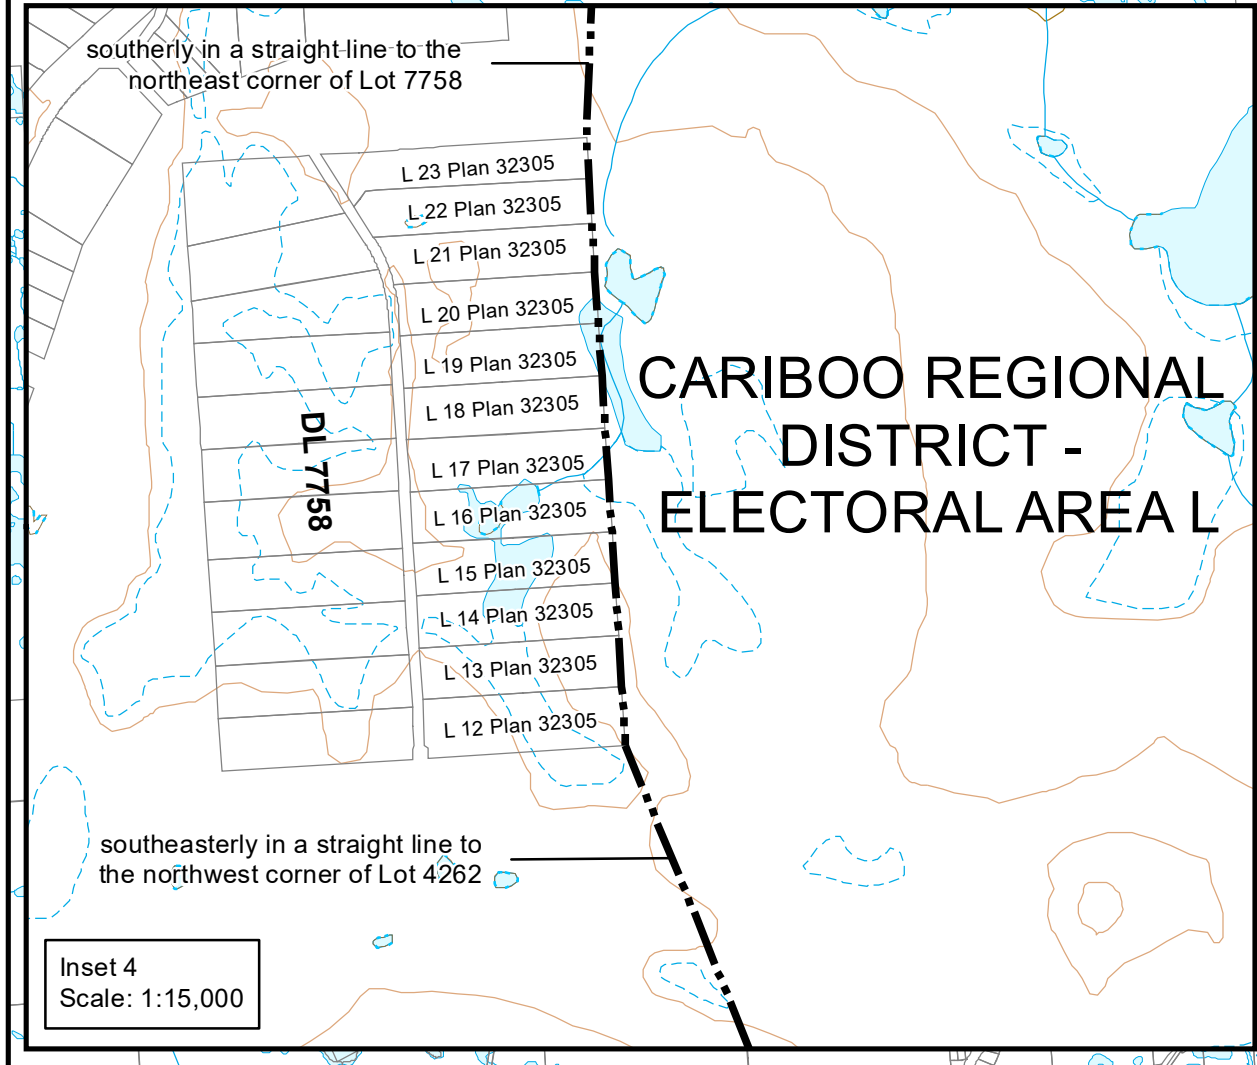 southerly in a straight line to the
northeast corner of Lot 7758
L 23 Plan 32305
L 22 Plan 32305
L 21 Plan 32305
L 20 Plan 32305
L 19 Plan 32305
L 18 Plan 32305
L 17 Plan 32305
L 16 Plan 32305
L 15 Plan 32305
L 14 Plan 32305
L 13 Plan 32305
L 12 Plan 32305
DL 7758
CARIBOO REGIONAL
DISTRICT -
ELECTORAL AREA L
southeasterly in a straight line to
the northwest corner of Lot 4262
Inset 4
Scale: 1:15,000